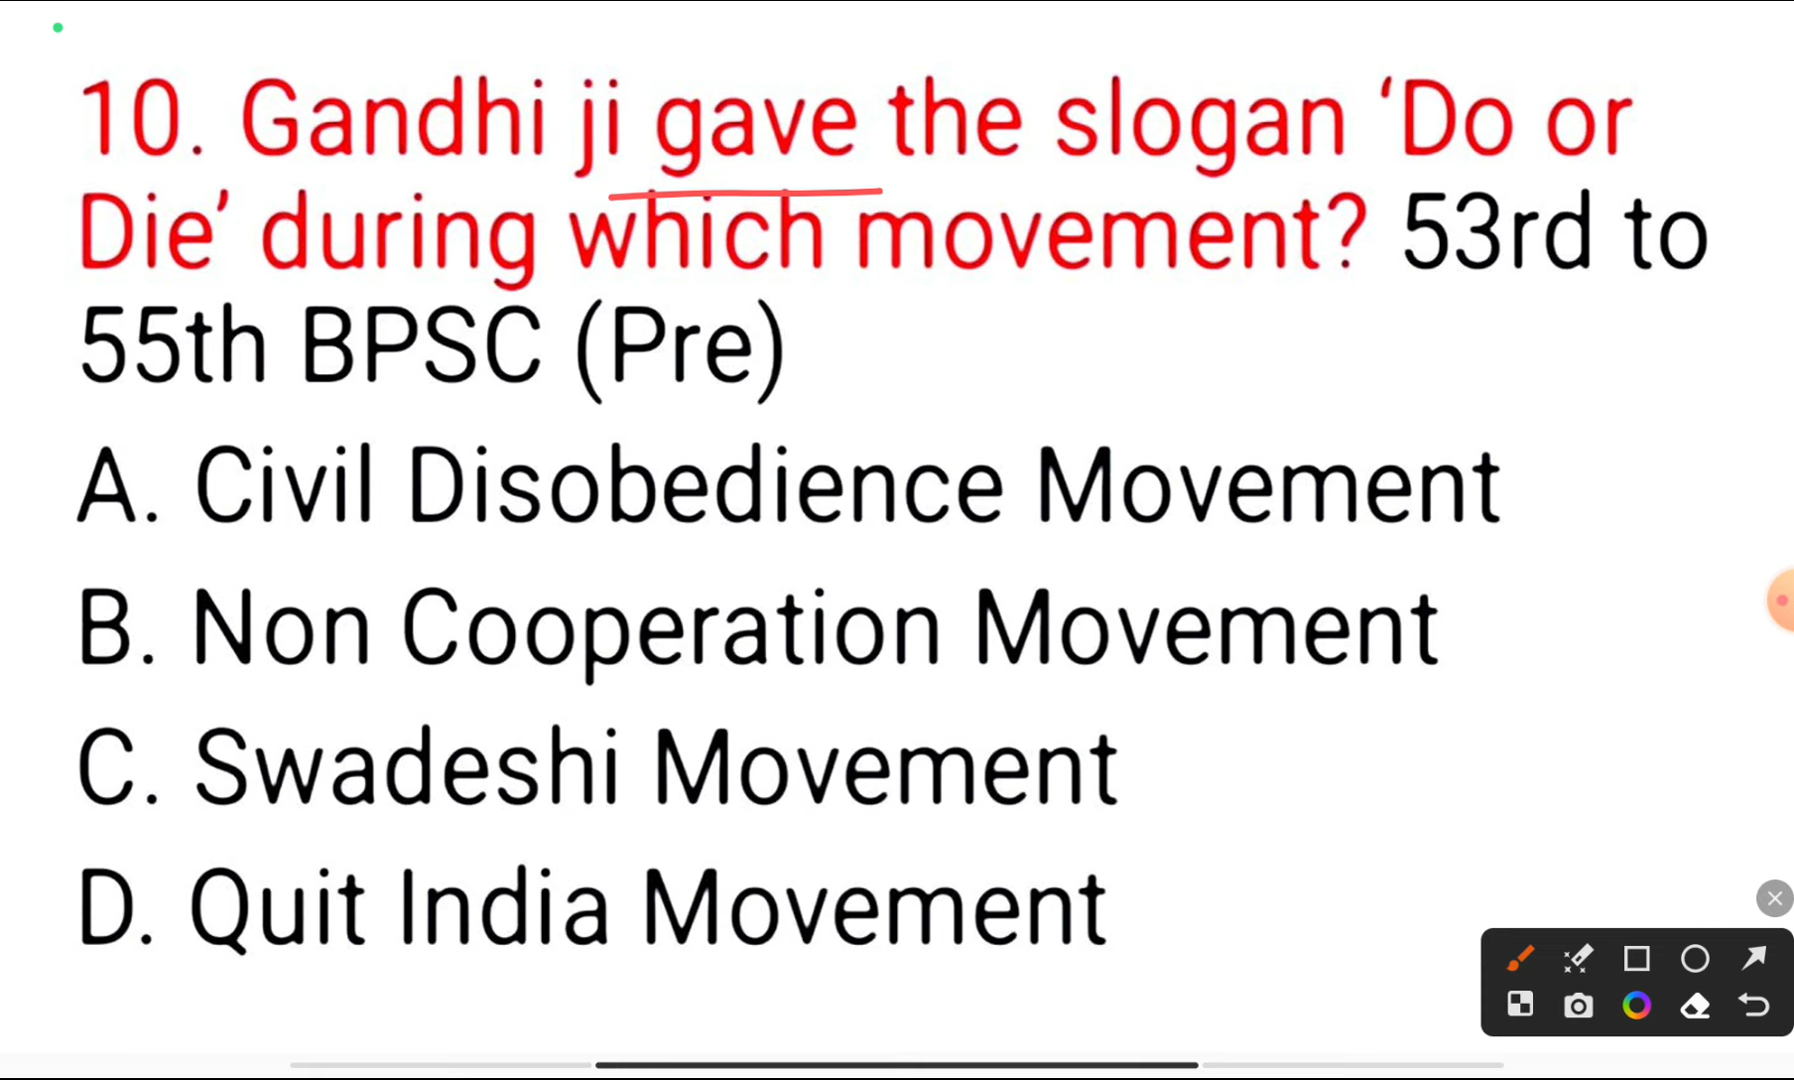 10. Gandhi ji gave the slogan ‘Do or
Die’ during which movement? 53rd to
55th BPSC (Pre)
A. Civil Disobedience Movement
B. Non Cooperation Movement
C. Swadeshi Movement
D. Quit India Movement